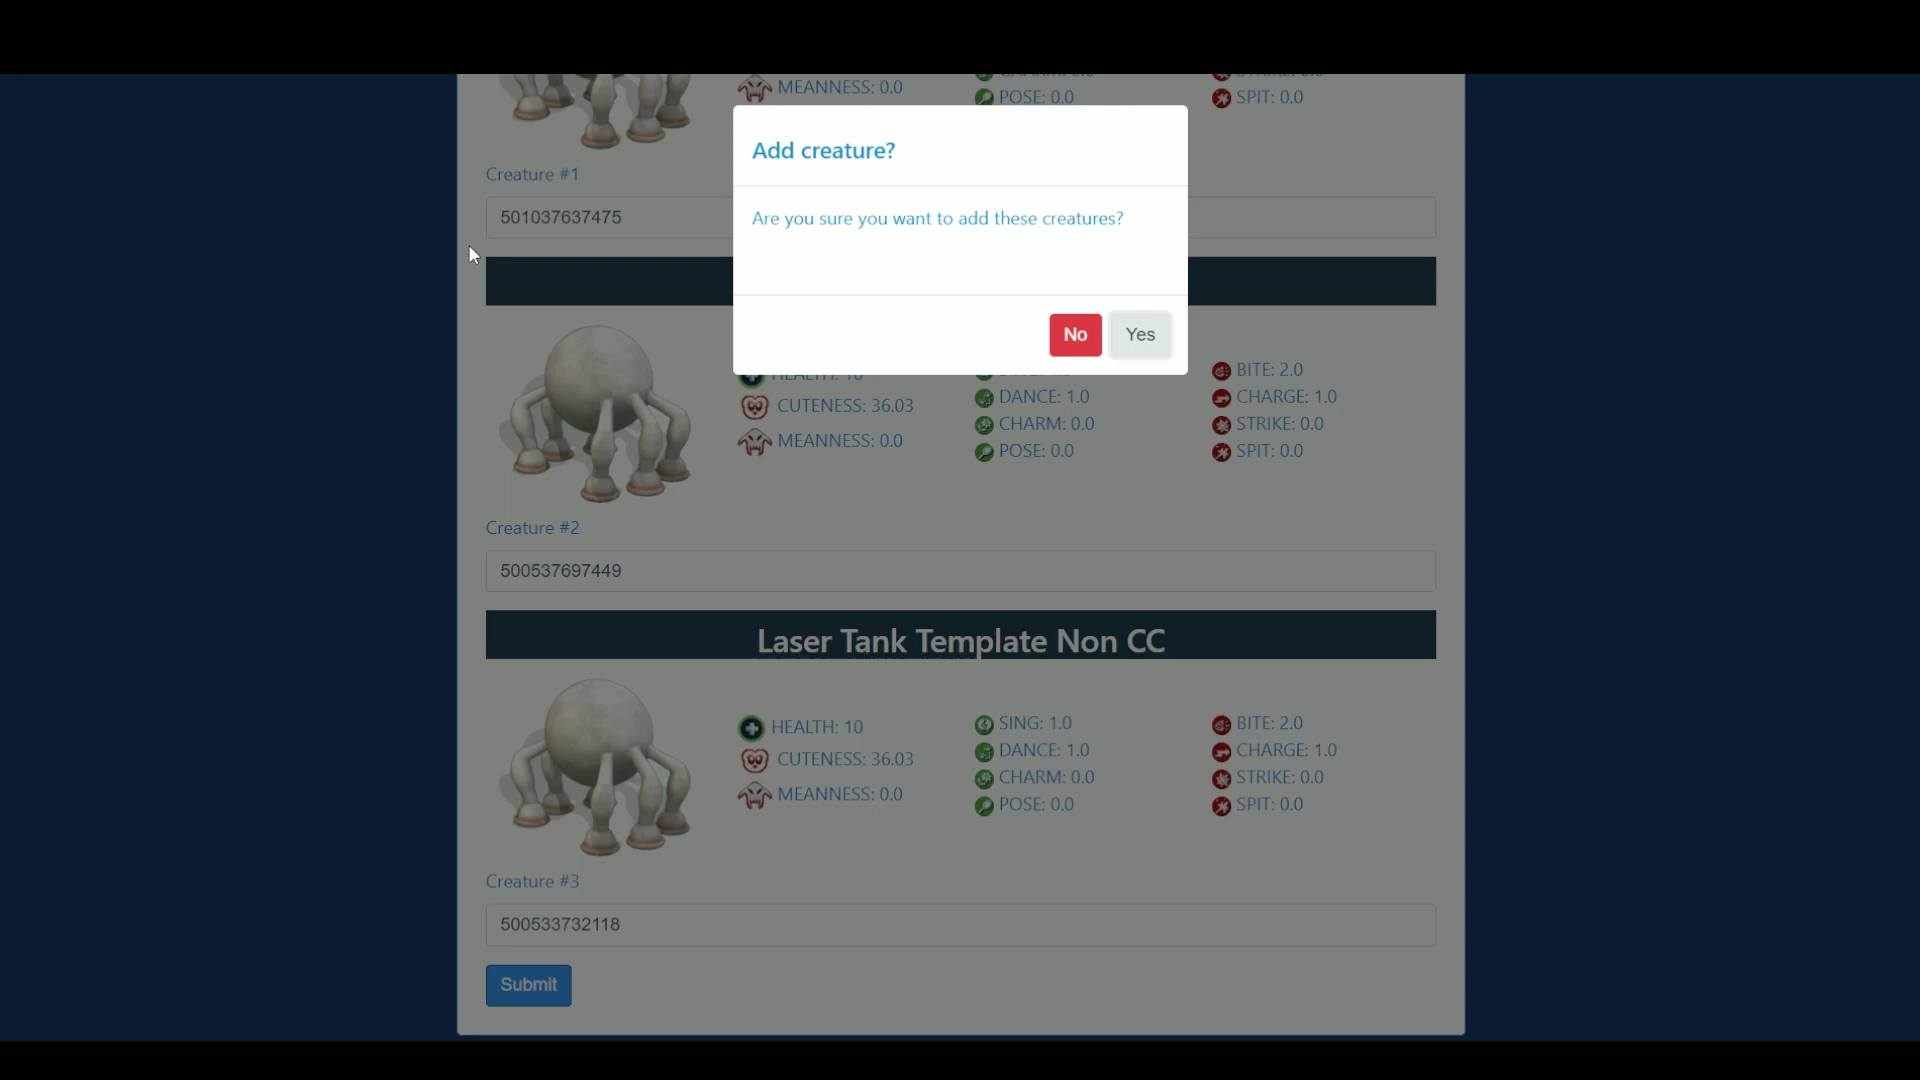 MEANNESS: 0.0
POSE: 0.0
SPIT: 0.0
Add creature?
Creature #1
501037637475
Are you sure you want to add these creatures?
No
Yes
BITE: 2.0
CUTENESS: 36.03
DANCE: 1.0
CHARGE: 1.0
MEANNESS: 0.0
CHARM: 0.0
STRIKE: 0.0
POSE: 0.0
SPIT: 0.0
Creature #2
500537697449
Laser Tank Template Non CC
HEALTH: 10
CUTENESS: 36.03
MEANNESS: 0.0
SING: 1.0
DANCE: 1.0
CHARM: 0.0
POSE: 0.0
BITE: 2.0
CHARGE: 1.0
STRIKE: 0.0
SPIT: 0.0
Creature #3
500533732118
Submit